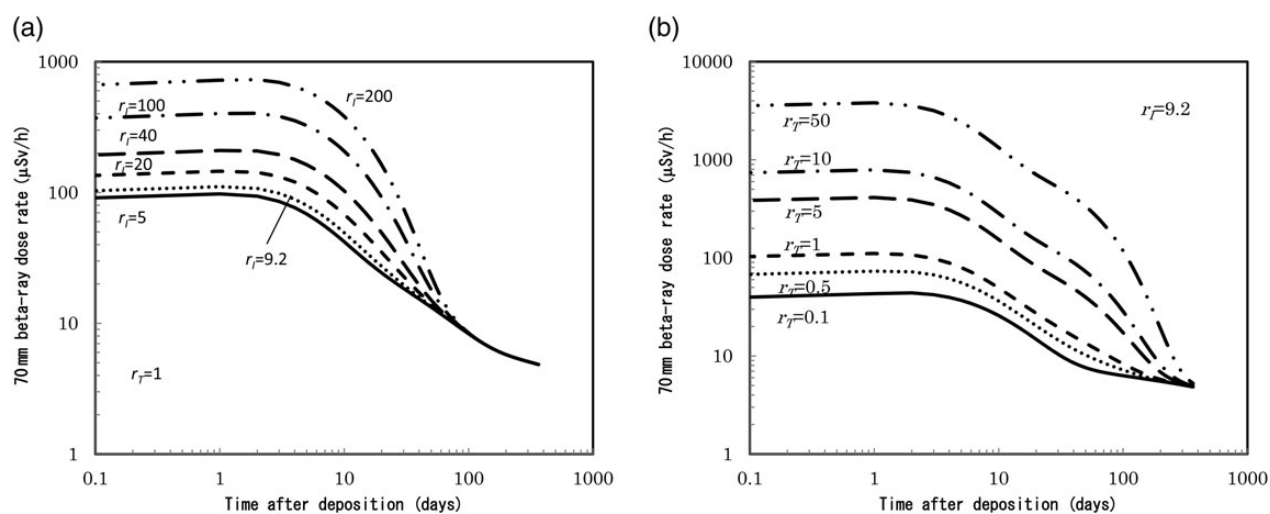 (a)
70mm beta-ray dose rate (μSv/h)
1000
100
10
1
r_I=100
r_I=200
r_I=40
r_I=20
r_I=5
r_I=9.2
r_T=1
0.1 1 10 100 1000
Time after deposition (days)
(b)
70mm beta-ray dose rate (μSv/h)
10000
1000
100
10
1
r_I=9.2
r_T=50
r_T=10
r_T=5
r_T=1
r_T=0.5
r_T=0.1
0.1 1 10 100 1000
Time after deposition (days)